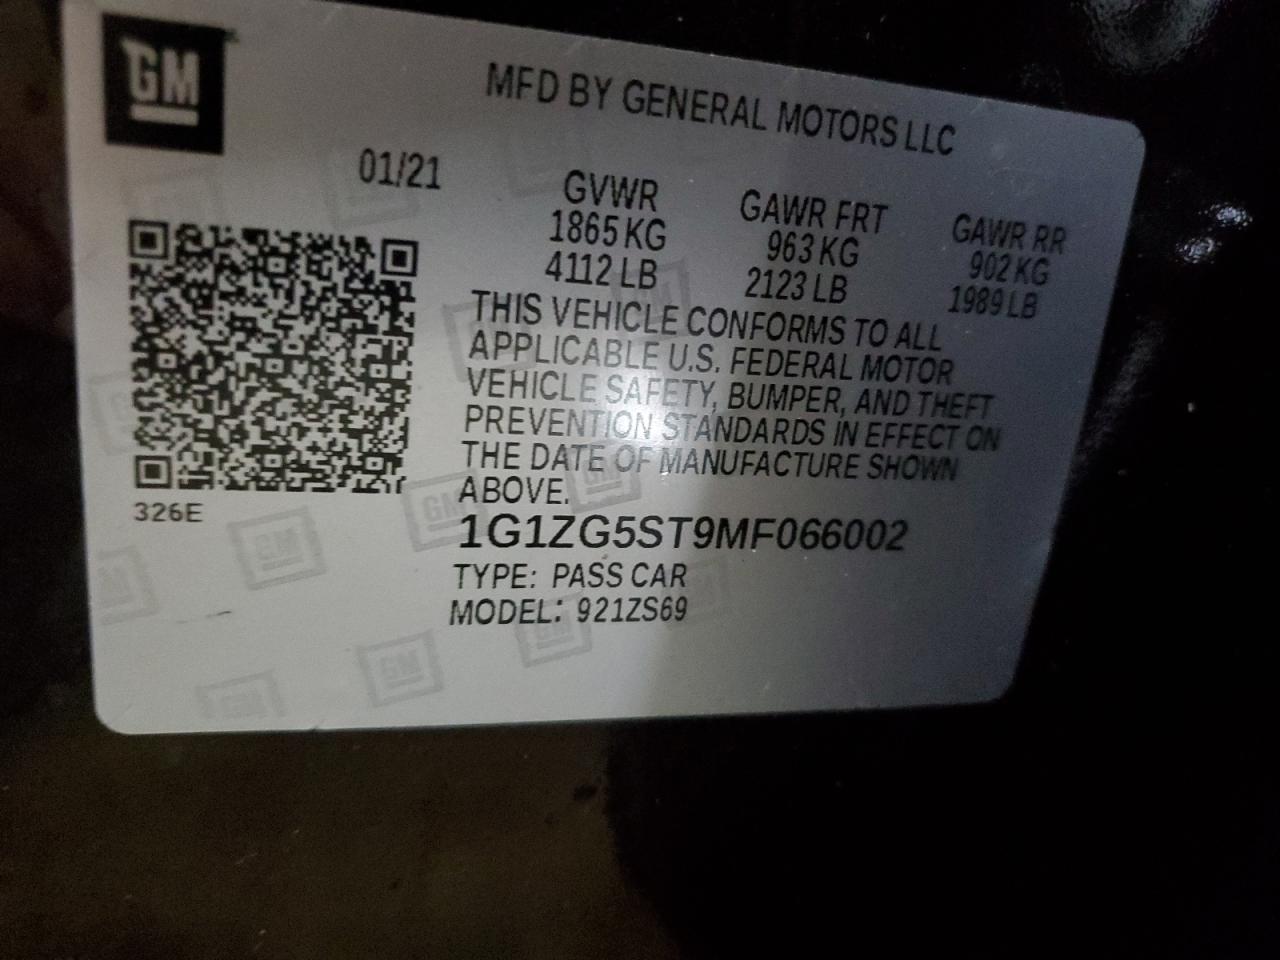 GM
MFD BY GENERAL MOTORS LLC
01/21
GVWR GAWR FRT GAWR RR
1865 KG 963 KG 902 KG
4112 LB 2123 LB 1989 LB
THIS VEHICLE CONFORMS TO ALL
APPLICABLE U.S. FEDERAL MOTOR
VEHICLE SAFETY, BUMPER, AND THEFT
PREVENTION STANDARDS IN EFFECT ON
THE DATE OF MANUFACTURE SHOWN
ABOVE.
326E
1G1ZG5ST9MF066002
TYPE: PASS CAR
MODEL: 921ZS69